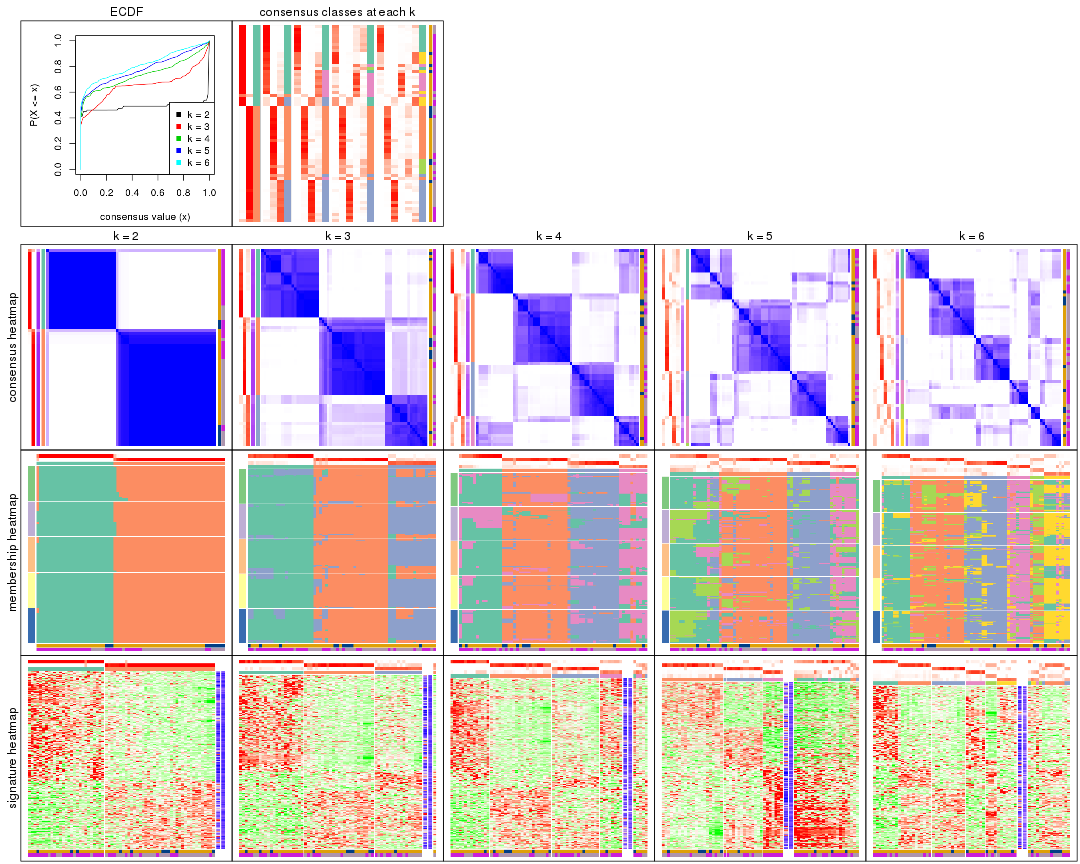 ECDF
consensus classes at each k
P(X <= x)
0.0 0.2 0.4 0.6 0.8 1.0
k = 2
k = 3
k = 4
k = 5
k = 6
0.0 0.2 0.4 0.6 0.8 1.0
consensus value (x)
k = 2
k = 3
k = 4
k = 5
k = 6
consensus heatmap
membership heatmap
signature heatmap